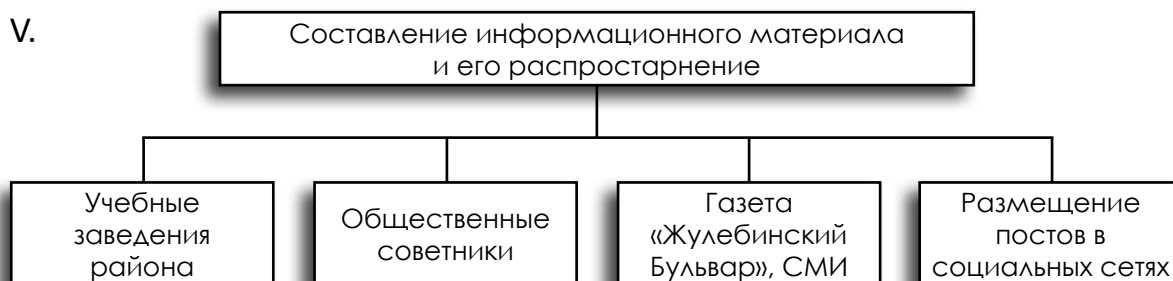 V.
Составление информационного материала
и его распростарнение
Учебные
заведения
района
Общественные
советники
Газета
«Жулебинский
Бульвар», СМИ
Размещение
постов в
социальных сетях